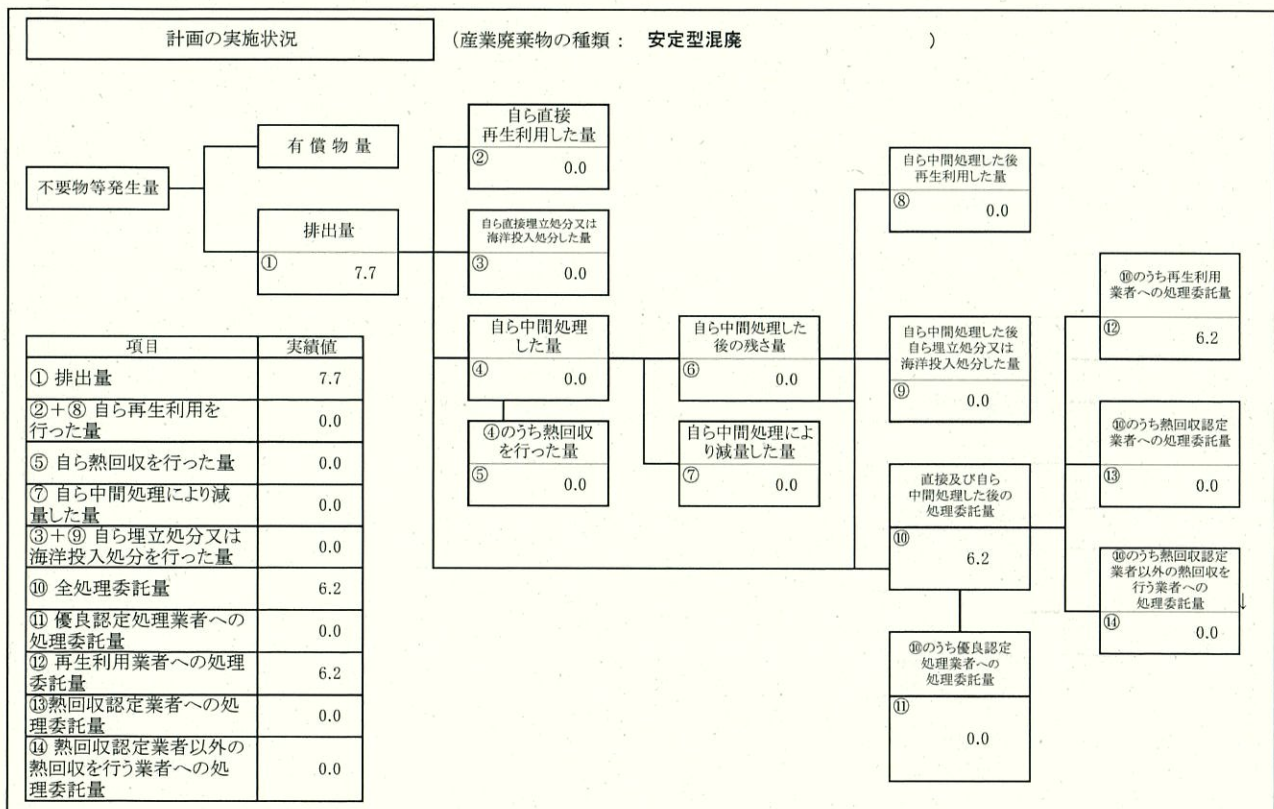 計画の実施状況
(産業廃棄物の種類: 安定型混廃 )
不要物等発生量
有償物量
排出量
① 7.7
自ら直接
再生利用した量
② 0.0
自ら直接埋立処分又は
海洋投入処分した量
③ 0.0
自ら中間処理
した量
④ 0.0
④のうち熱回収
を行った量
⑤ 0.0
自ら中間処理した
後の残さ量
⑥ 0.0
自ら中間処理によ
り減量した量
⑦ 0.0
自ら中間処理した後
再生利用した量
⑧ 0.0
自ら中間処理した後
自ら埋立処分又は
海洋投入処分した量
⑨ 0.0
直接及び自ら
中間処理した後の
処理委託量
⑩ 6.2
⑩のうち優良認定
処理業者への
処理委託量
⑪ 0.0
⑩のうち再生利用
業者への処理委託量
⑫ 6.2
⑩のうち熱回収認定
業者への処理委託量
⑬ 0.0
⑩のうち熱回収認定
業者以外の熱回収を
行う業者への
処理委託量
⑭ 0.0
↓
項目 実績値
① 排出量 7.7
②+⑧ 自ら再生利用を
行った量 0.0
⑤ 自ら熱回収を行った量 0.0
⑦ 自ら中間処理により減
量した量 0.0
③+⑨ 自ら埋立処分又は
海洋投入処分を行った量 0.0
⑩ 全処理委託量 6.2
⑪ 優良認定処理業者への
処理委託量 0.0
⑫ 再生利用業者への処理
委託量 6.2
⑬熱回収認定業者への処
理委託量 0.0
⑭ 熱回収認定業者以外の
熱回収を行う業者への処
理委託量 0.0